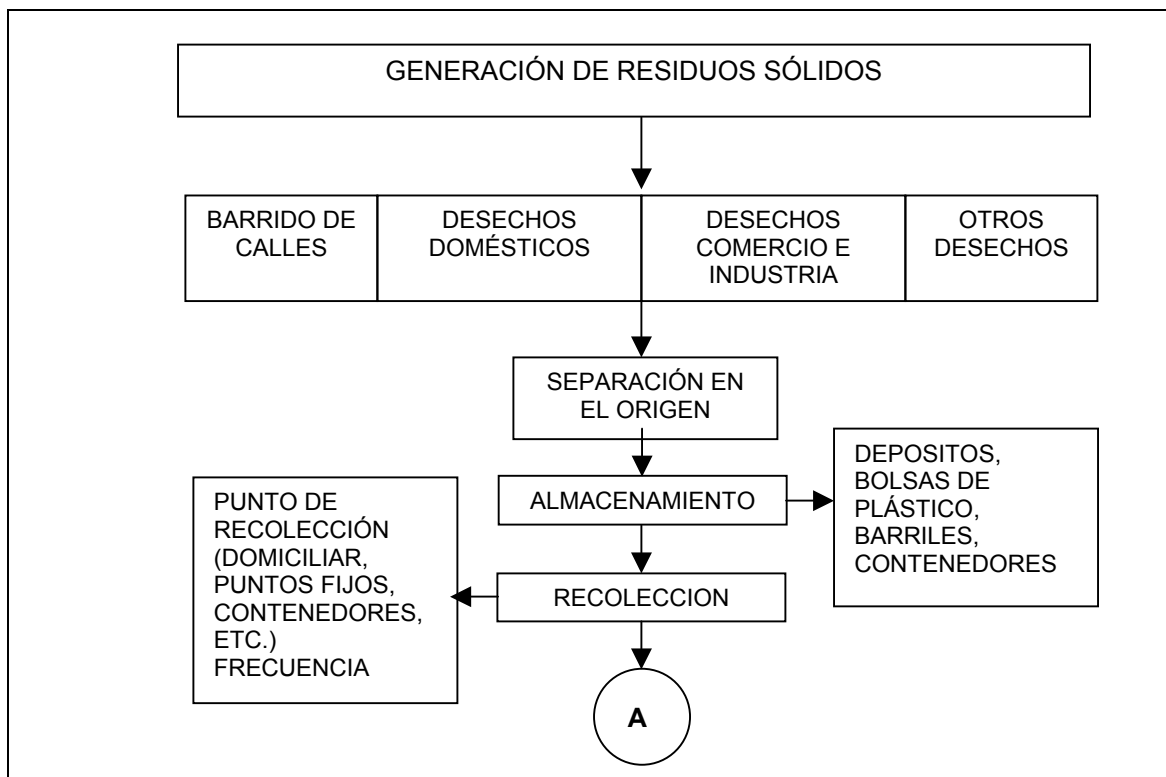 GENERACIÓN DE RESIDUOS SÓLIDOS
BARRIDO DE
CALLES
DESECHOS
DOMÉSTICOS
DESECHOS
COMERCIO E
INDUSTRIA
OTROS
DESECHOS
SEPARACIÓN EN
EL ORIGEN
ALMACENAMIENTO
DEPOSITOS,
BOLSAS DE
PLÁSTICO,
BARRILES,
CONTENEDORES
RECOLECCION
PUNTO DE
RECOLECCIÓN
(DOMICILIAR,
PUNTOS FIJOS,
CONTENEDORES,
ETC.)
FRECUENCIA
A